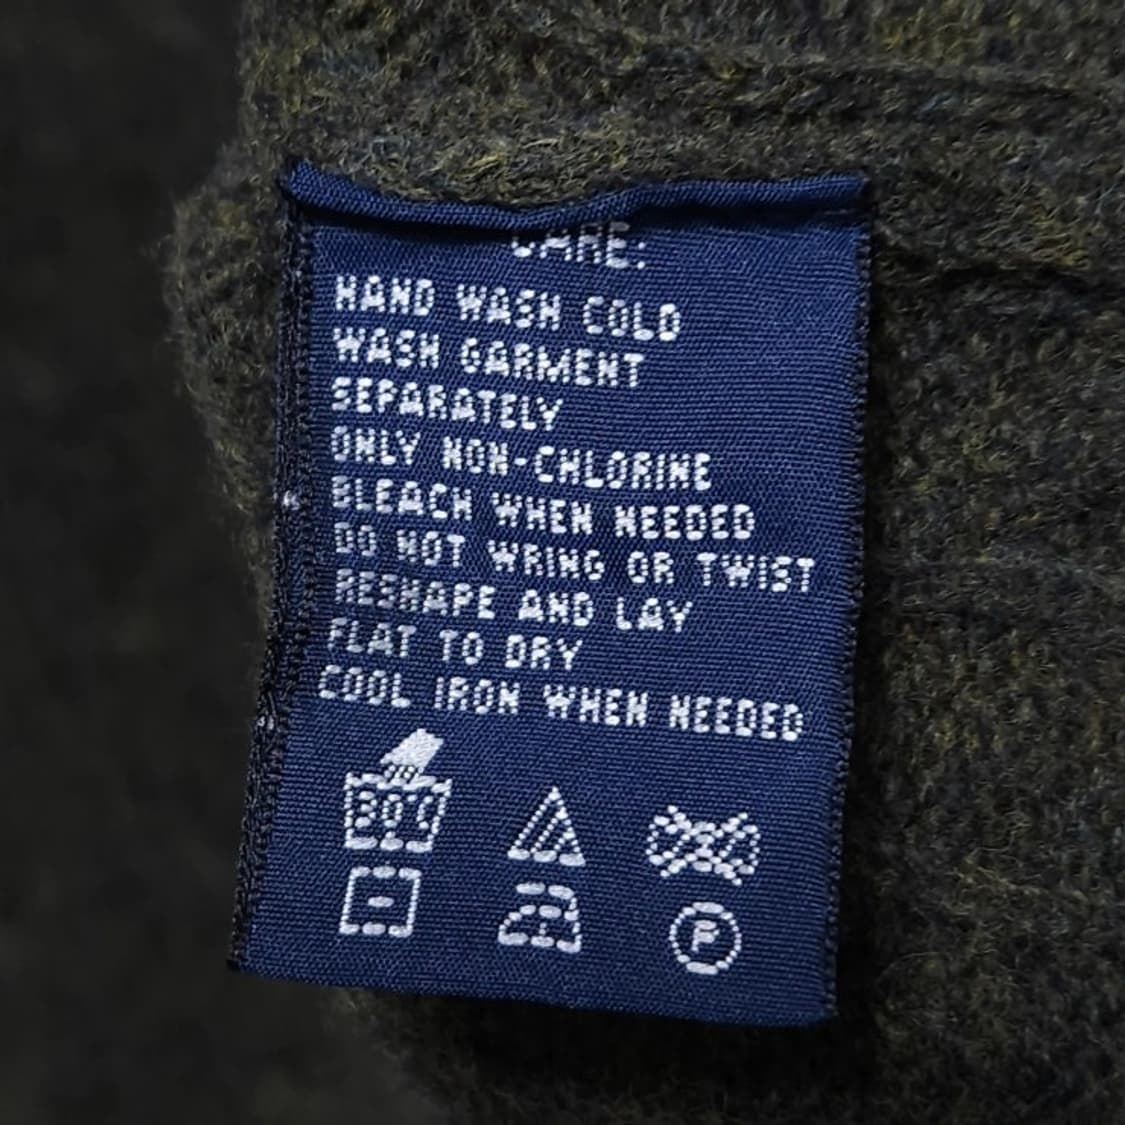 CARE:
HAND WASH COLD
WASH GARMENT
SEPARATELY
ONLY NON-CHLORINE
BLEACH WHEN NEEDED
DO NOT WRING OR TWIST
RESHAPE AND LAY
FLAT TO DRY
COOL IRON WHEN NEEDED
30°C
P